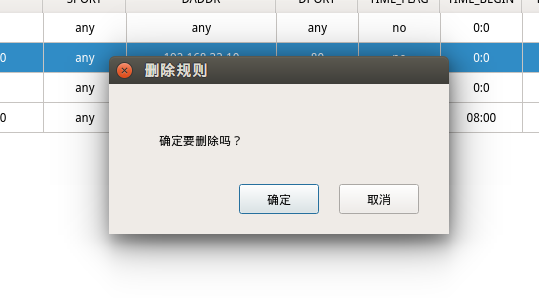 SPORT DADDR DPORT TIME_FLAG TIME_BEGIN
any any any no 0:0
0 any 192.168.23.10 80 no 0:0
any 0:0
0 any 08:00
删除规则
确定要删除吗？
确定 取消